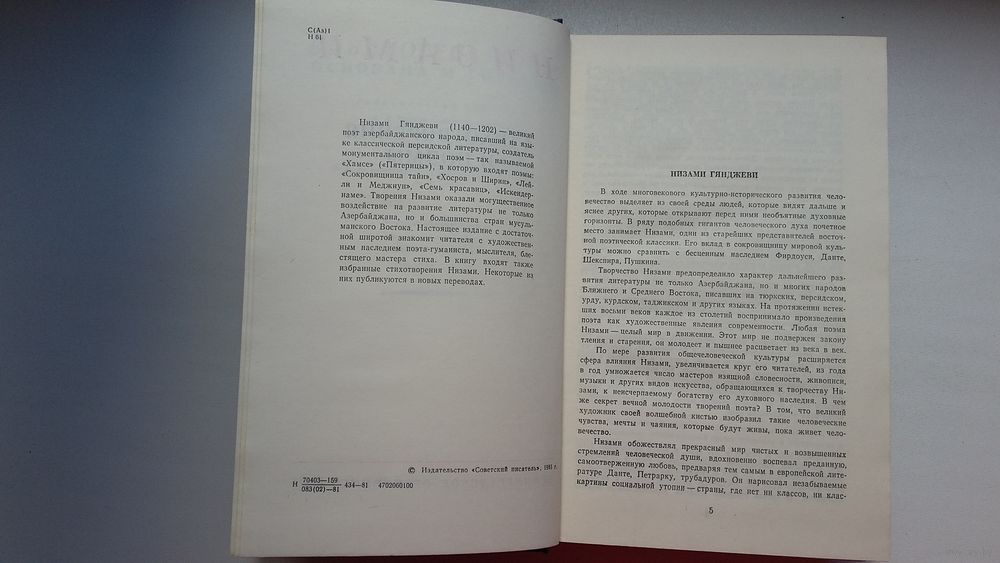 С(Аз)1
Н 61
Низами Гянджеви (1140—1202) — великий
поэт азербайджанского народа, писавший на язы-
ке классической персидской литературы, создатель
монументального цикла поэм — так называемой
«Хамсе» («Пятерицы»), в которую входят поэмы:
«Сокровищница тайн», «Хосров и Ширин», «Лей-
ли и Меджнун», «Семь красавиц», «Искендер-
наме». Творения Низами оказали могущественное
воздействие на развитие литературы не только
Азербайджана, но и большинства стран мусуль-
манского Востока. Настоящее издание с достаточ-
ной широтой знакомит читателя с художествен-
ным наследием поэта-гуманиста, мыслителя, бле-
стящего мастера стиха. В книгу входят также
избранные стихотворения Низами. Некоторые из
них публикуются в новых переводах.
© Издательство «Советский писатель», 1981 г.
Н 70403—159
083(02)—81 434—81 4702060100
НИЗАМИ ГЯНДЖЕВИ
В ходе многовекового культурно-исторического развития чело-
вечество выделяет из своей среды людей, которые видят дальше и
яснее других, которые открывают перед ними необъятные духовные
горизонты. В ряду подобных гигантов человеческого духа почетное
место занимает Низами, один из старейших представителей восточ-
ной поэтической классики. Его вклад в сокровищницу мировой куль-
туры можно сравнить с бесценным наследием Фирдоуси, Данте,
Шекспира, Пушкина.
Творчество Низами предопределило характер дальнейшего раз-
вития литературы не только Азербайджана, но и многих народов
Ближнего и Среднего Востока, писавших на тюркских, персидском,
урду, курдском, таджикском и других языках. На протяжении истек-
ших восьми веков каждое из столетий воспринимало произведения
поэта как художественные явления современности. Любая поэма
Низами — целый мир в движении. Этот мир не подвержен закону
тления и старения, он молодеет и пышнее расцветает из века в век.
По мере развития общечеловеческой культуры расширяется
сфера влияния Низами, увеличивается круг его читателей, из года
в год умножается число мастеров изящной словесности, живописи,
музыки и других видов искусства, обращающихся к творчеству Ни-
зами, к неисчерпаемому богатству его духовного наследия. В чем
же секрет вечной молодости творений поэта? В том, что великий
художник своей волшебной кистью изобразил такие человеческие
чувства, мечты и чаяния, которые будут живы, пока живет чело-
вечество.
Низами обожествлял прекрасный мир чистых и возвышенных
стремлений человеческой души, вдохновенно воспевал преданную,
самоотверженную любовь, предваряя тем самым в европейской лите-
ратуре Данте, Петрарку, трубадуров. Он нарисовал незабываемые
картины социальной утопии — страны, где нет ни классов, ни клас-
5